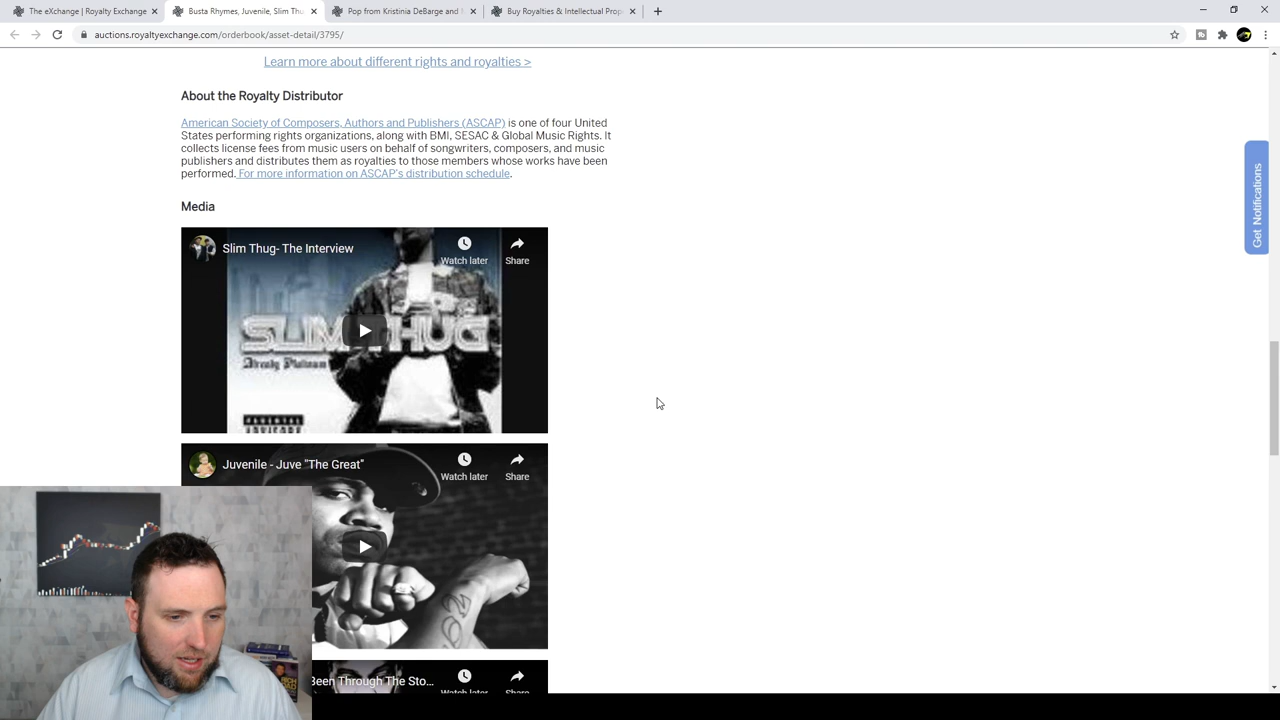 The eXchange | Royalty Exchange
Busta Rhymes, Juvenile, Slim Thu
Pop from Kristinia DeBarge and
Buy Royalties & Intellectual Prop
auctions.royaltyexchange.com/orderbook/asset-detail/3795/
Learn more about different rights and royalties >
About the Royalty Distributor
American Society of Composers, Authors and Publishers (ASCAP) is one of four United
States performing rights organizations, along with BMI, SESAC & Global Music Rights. It
collects license fees from music users on behalf of songwriters, composers, and music
publishers and distributes them as royalties to those members whose works have been
performed. For more information on ASCAP's distribution schedule.
Get Notifications
Media
Slim Thug- The Interview
Watch later
Share
SLIM THUG
Already Platinum
PARENTAL
ADVISORY
Juvenile - Juve "The Great"
Watch later
Share
Been Through The Sto...
Watch later
Share